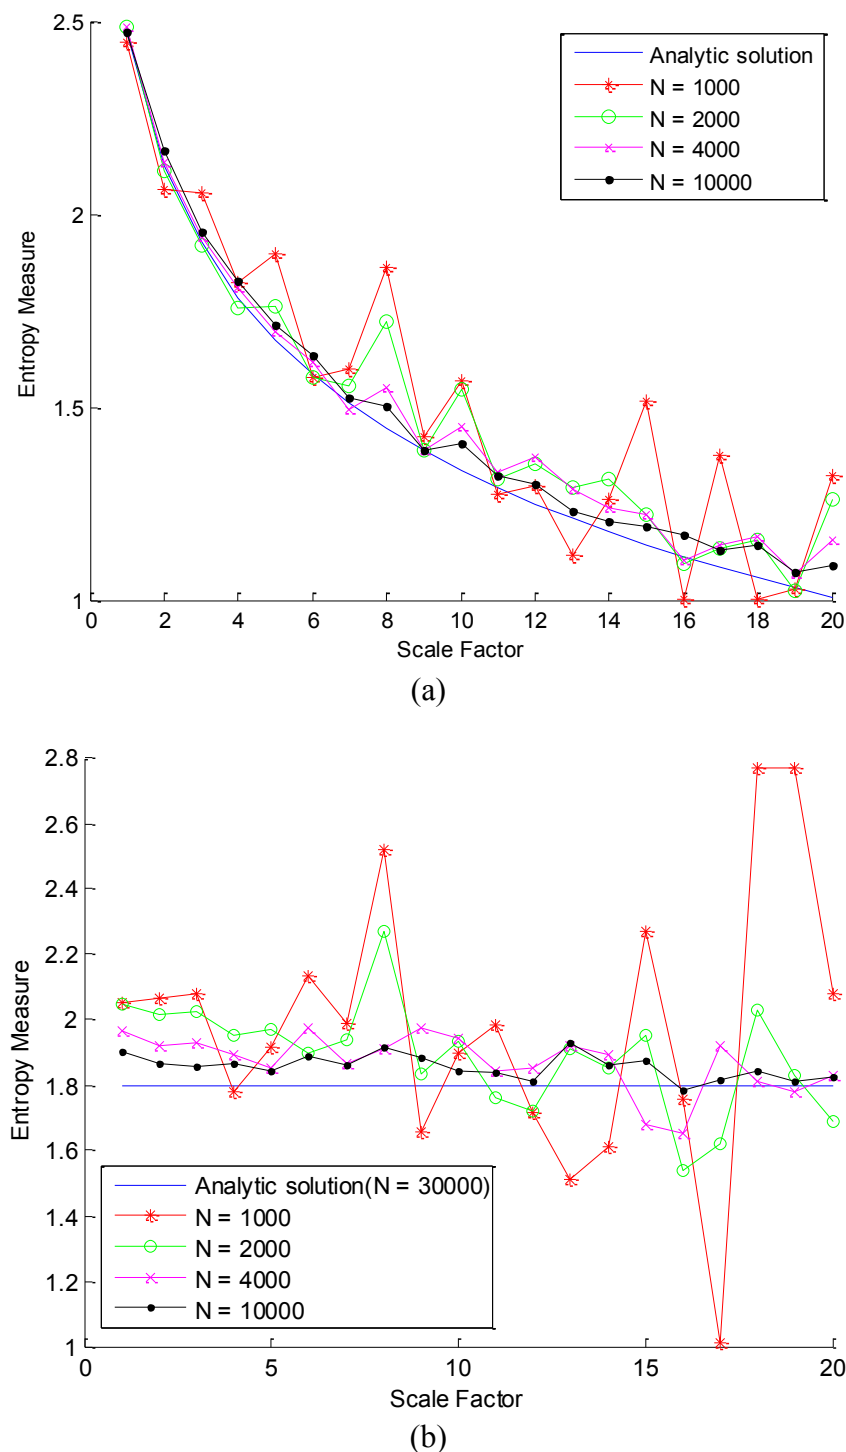 2.5
Analytic solution
N = 1000
N = 2000
N = 4000
N = 10000
2
Entropy Measure
1.5
1
0 2 4 6 8 10 12 14 16 18 20
Scale Factor
(a)
2.8
2.6
2.4
2.2
2
Entropy Measure
1.8
1.6
Analytic solution(N = 30000)
N = 1000
1.4
N = 2000
N = 4000
1.2
N = 10000
1
0 5 10 15 20
Scale Factor
(b)